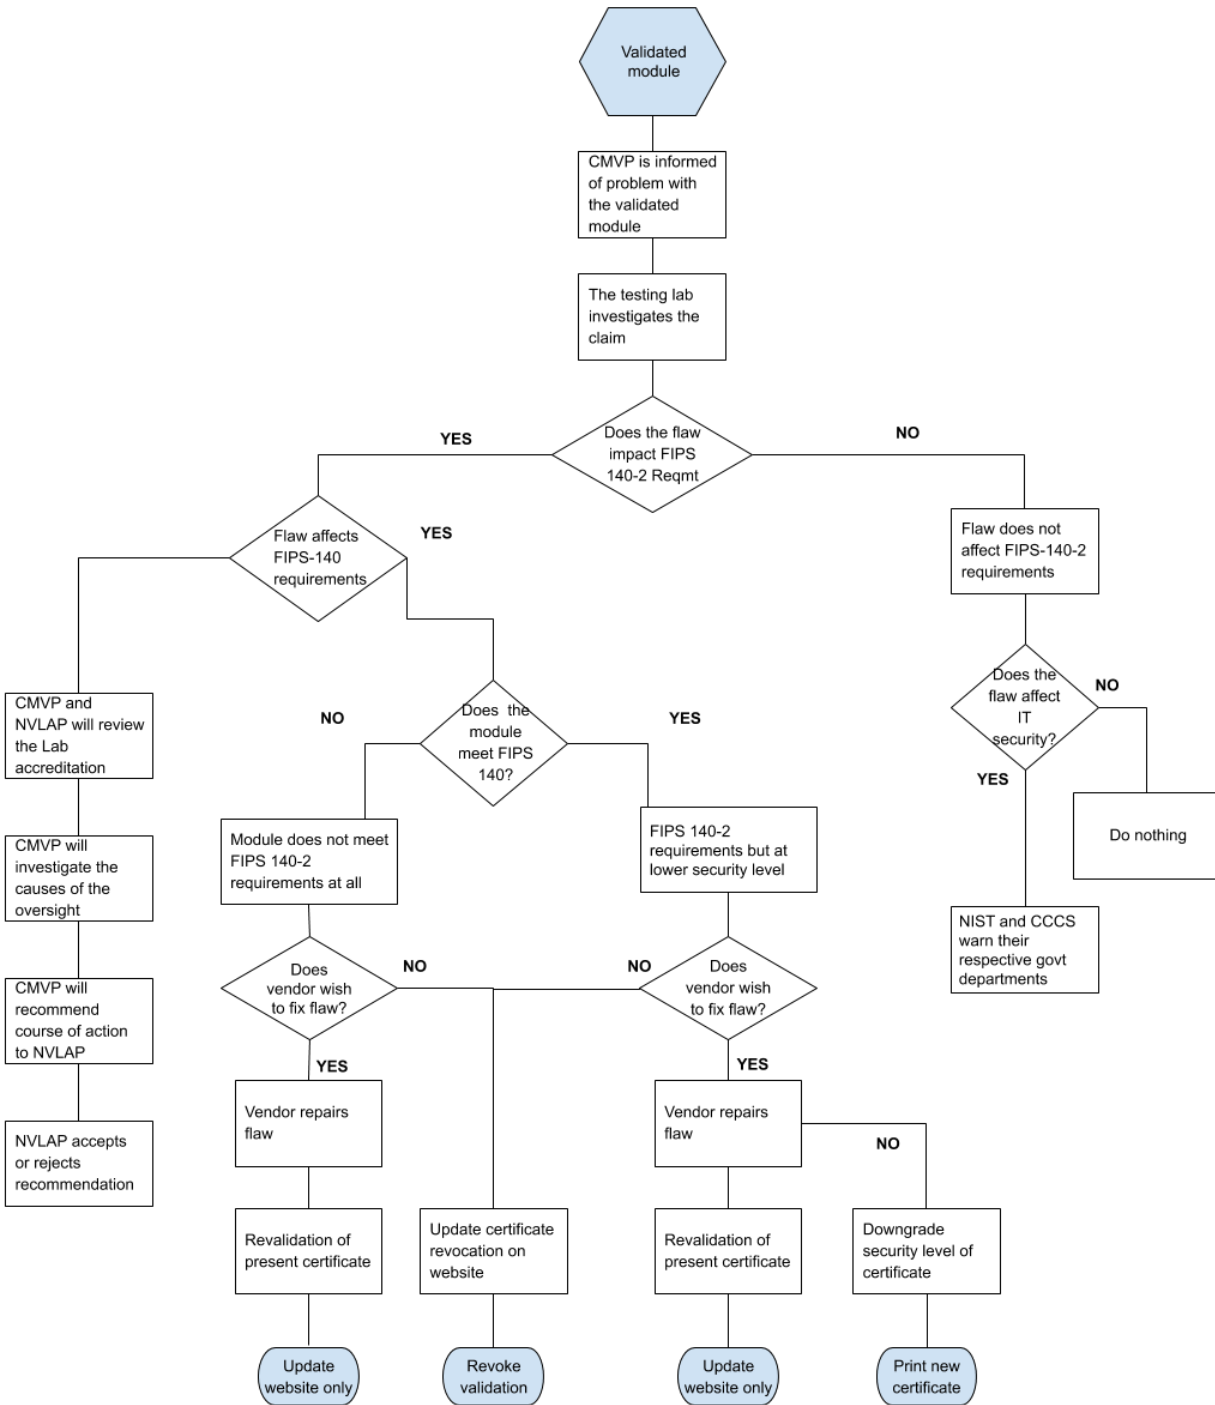 Validated
module
CMVP is informed
of problem with
the validated
module
The testing lab
investigates the
claim
Does the flaw
impact FIPS
140-2 Reqmt
YES
NO
Flaw affects
FIPS-140
requirements
YES
Flaw does not
affect FIPS-140-2
requirements
Does the
flaw affect
IT
security?
NO
YES
Do nothing
NIST and CCCS
warn their
respective govt
departments
CMVP and
NVLAP will review
the Lab
accreditation
CMVP will
investigate the
causes of the
oversight
CMVP will
recommend
course of action
to NVLAP
NVLAP accepts
or rejects
recommendation
Does the
module
meet FIPS
140?
NO
YES
Module does not meet
FIPS 140-2
requirements at all
FIPS 140-2
requirements but at
lower security level
Does
vendor wish
to fix flaw?
NO
NO
Does
vendor wish
to fix flaw?
YES
YES
Vendor repairs
flaw
Vendor repairs
flaw
NO
Revalidation of
present certificate
Update certificate
revocation on
website
Revalidation of
present certificate
Downgrade
security level of
certificate
Update
website only
Revoke
validation
Update
website only
Print new
certificate